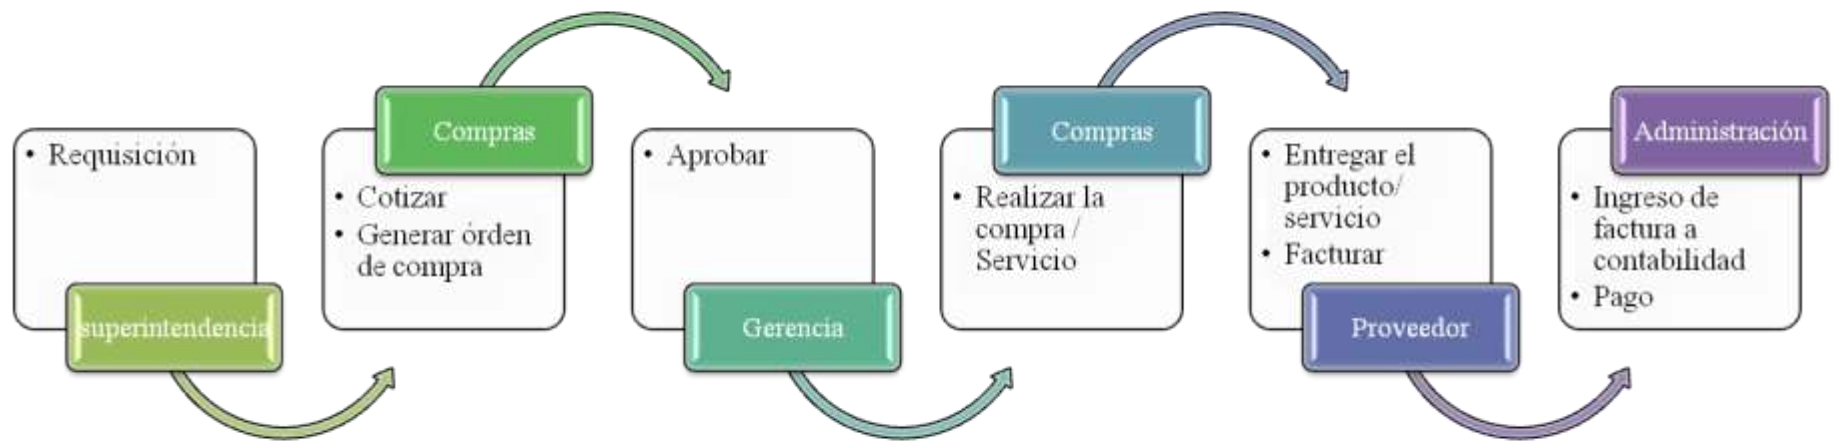 • Requisición
superintendencia
Compras
• Cotizar
• Generar órden
de compra
• Aprobar
Gerencia
Compras
• Realizar la
compra /
Servicio
• Entregar el
producto/
servicio
• Facturar
Proveedor
Administración
• Ingreso de
factura a
contabilidad
• Pago